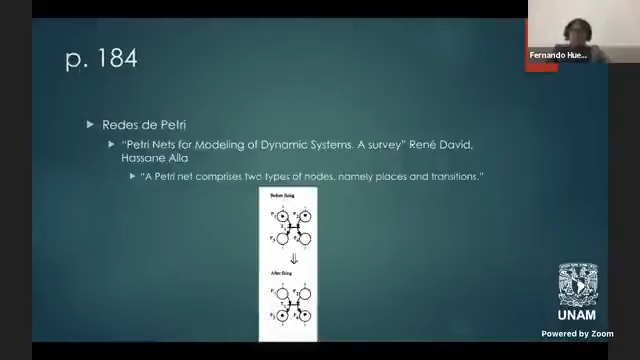 p. 184
Fernando Hue...
Redes de Petri
"Petri Nets for Modeling of Dynamic Systems. A survey" René David,
Hassane Alla
"A Petri net comprises two types of nodes, namely places and transitions."
Before firing
After firing
UNAM
Powered by Zoom